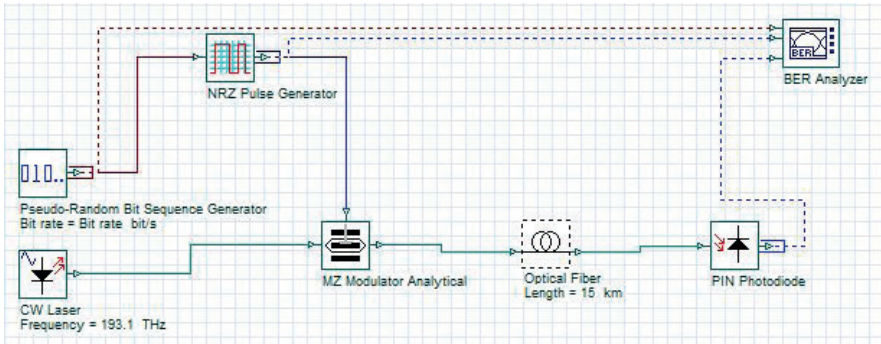 BER
BER Analyzer
NRZ Pulse Generator
010..
Pseudo-Random Bit Sequence Generator
Bit rate = Bit rate bit/s
MZ Modulator Analytical
Optical Fiber
Length = 15 km
PIN Photodiode
CW Laser
Frequency = 193.1 THz